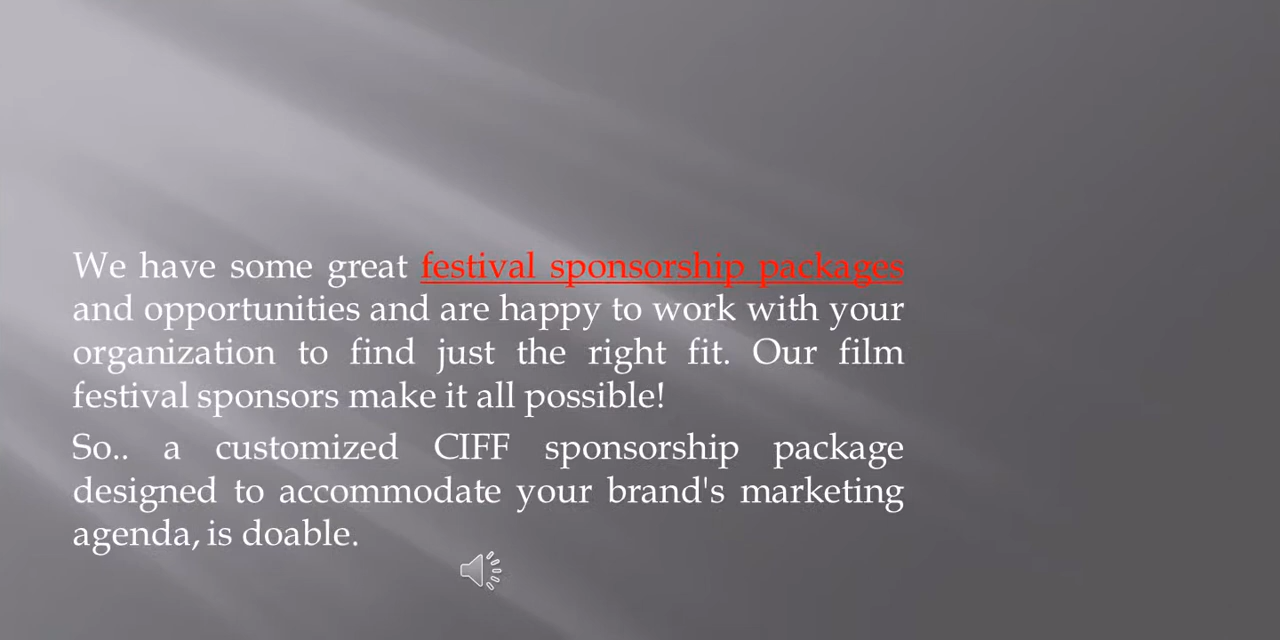 We have some great festival sponsorship packages
and opportunities and are happy to work with your
organization to find just the right fit. Our film
festival sponsors make it all possible!
So.. a customized CIFF sponsorship package
designed to accommodate your brand's marketing
agenda, is doable.